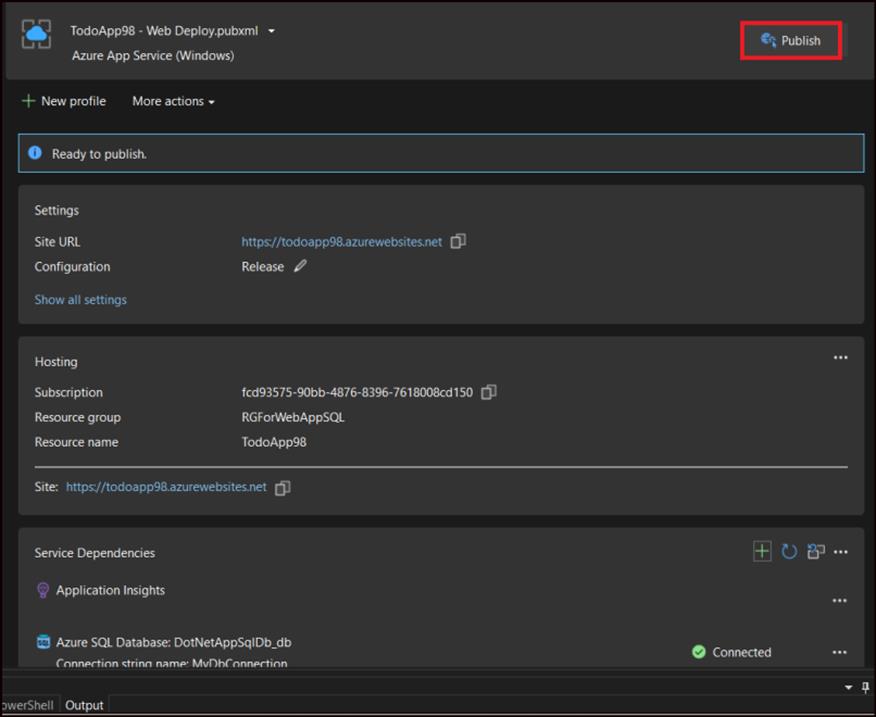 TodoApp98 - Web Deploy.pubxml
Azure App Service (Windows)
Publish
New profile More actions
Ready to publish.
Settings
Site URL https://todoapp98.azurewebsites.net
Configuration Release
Show all settings
Hosting
Subscription fcd93575-90bb-4876-8396-7618008cd150
Resource group RGForWebAppSQL
Resource name TodoApp98
Site: https://todoapp98.azurewebsites.net
Service Dependencies
Application Insights
Azure SQL Database: DotNetAppSqlDb_db
Connected
Connection string name: MyDbConnection
owerShell Output